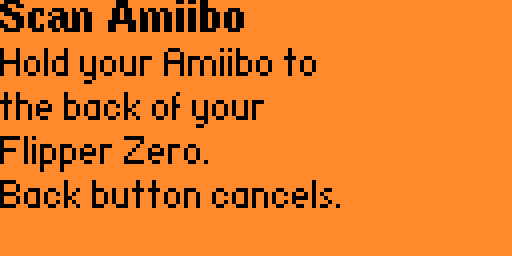 Scan Amiibo
Hold your Amiibo to
the back of your
Flipper Zero.
Back button cancels.